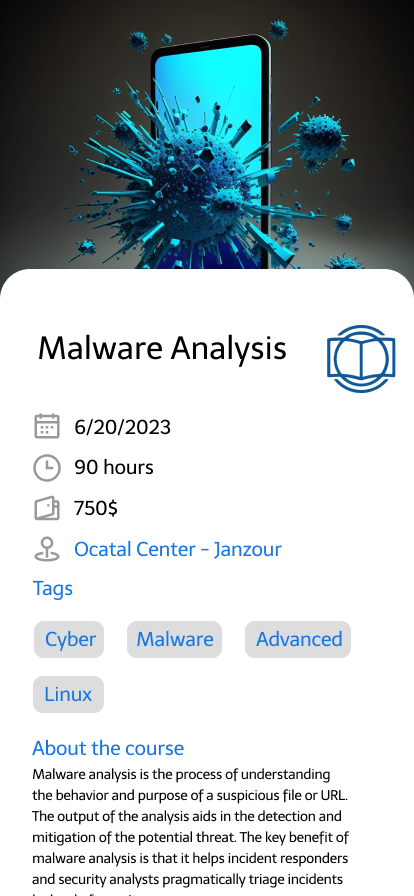 Malware Analysis
6/20/2023
90 hours
750$
Ocatal Center - Janzour
Tags
Cyber
Malware
Advanced
Linux
About the course
Malware analysis is the process of understanding
the behavior and purpose of a suspicious file or URL.
The output of the analysis aids in the detection and
mitigation of the potential threat. The key benefit of
malware analysis is that it helps incident responders
and security analysts pragmatically triage incidents